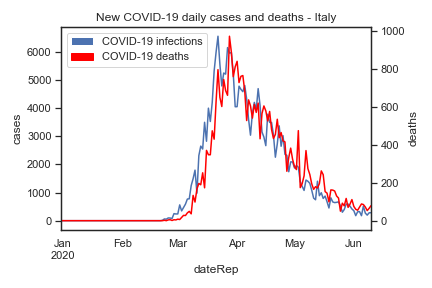 New COVID-19 daily cases and deaths - Italy
COVID-19 infections
COVID-19 deaths
cases
6000
5000
4000
3000
2000
1000
0
1000
800
600
400
200
0
deaths
Jan Feb Mar Apr May Jun
2020
dateRep